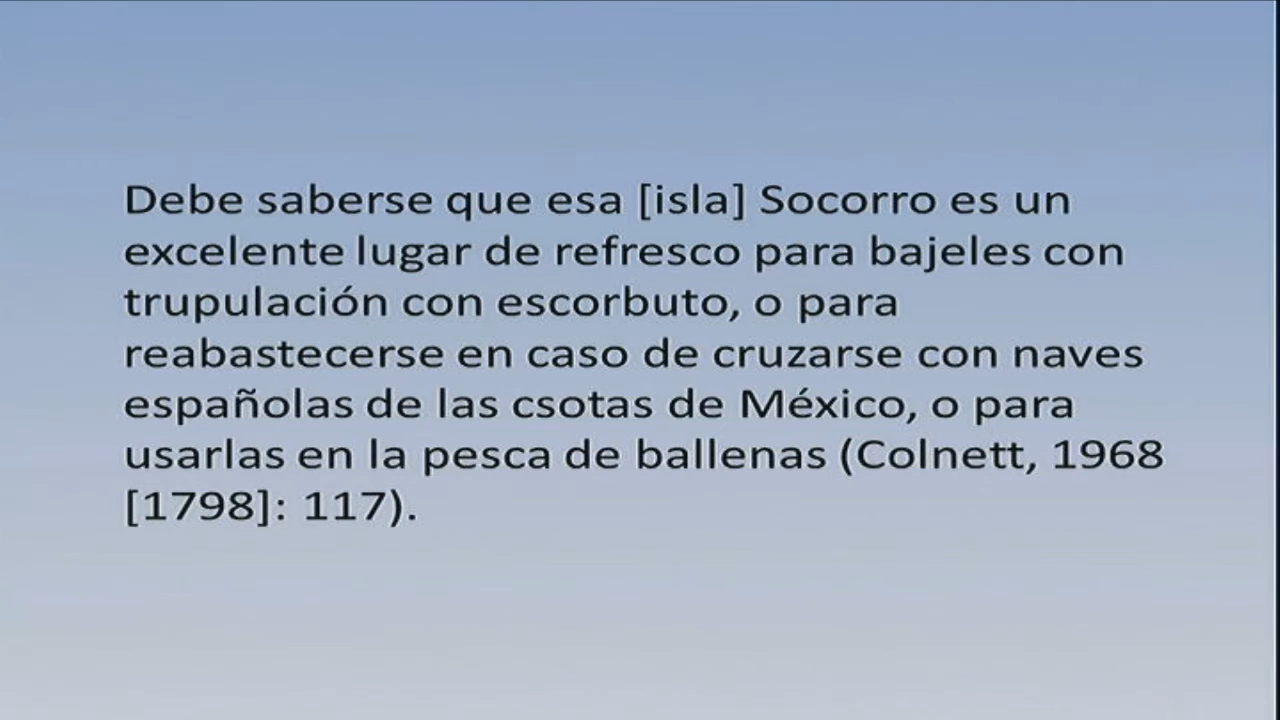 Debe saberse que esa [isla] Socorro es un
excelente lugar de refresco para bajeles con
trupulación con escorbuto, o para
reabastecerse en caso de cruzarse con naves
españolas de las csotas de México, o para
usarlas en la pesca de ballenas (Colnett, 1968
[1798]: 117).